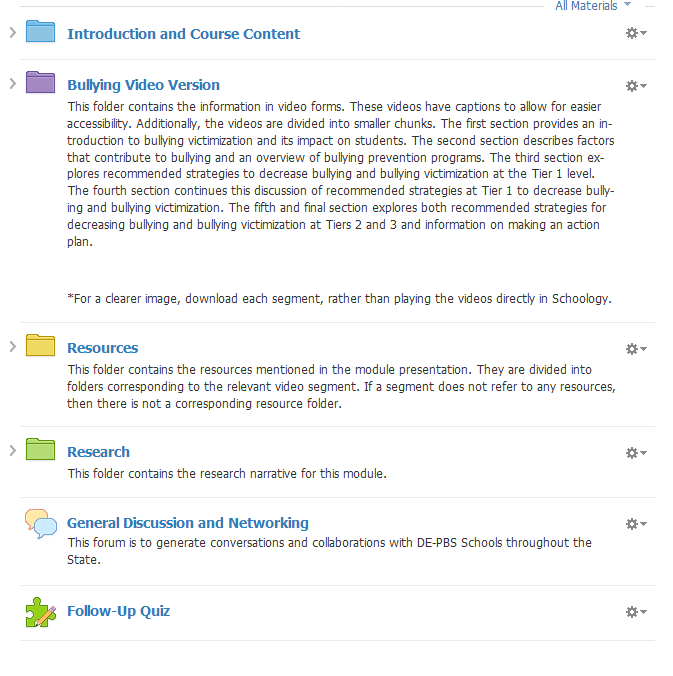 All Materials
Introduction and Course Content
Bullying Video Version
This folder contains the information in video forms. These videos have captions to allow for easier
accessibility. Additionally, the videos are divided into smaller chunks. The first section provides an in-
troduction to bullying victimization and its impact on students. The second section describes factors
that contribute to bullying and an overview of bullying prevention programs. The third section ex-
plores recommended strategies to decrease bullying and bullying victimization at the Tier 1 level.
The fourth section continues this discussion of recommended strategies at Tier 1 to decrease bully-
ing and bullying victimization. The fifth and final section explores both recommended strategies for
decreasing bullying and bullying victimization at Tiers 2 and 3 and information on making an action
plan.
*For a clearer image, download each segment, rather than playing the videos directly in Schoology.
Resources
This folder contains the resources mentioned in the module presentation. They are divided into
folders corresponding to the relevant video segment. If a segment does not refer to any resources,
then there is not a corresponding resource folder.
Research
This folder contains the research narrative for this module.
General Discussion and Networking
This forum is to generate conversations and collaborations with DE-PBS Schools throughout the
State.
Follow-Up Quiz